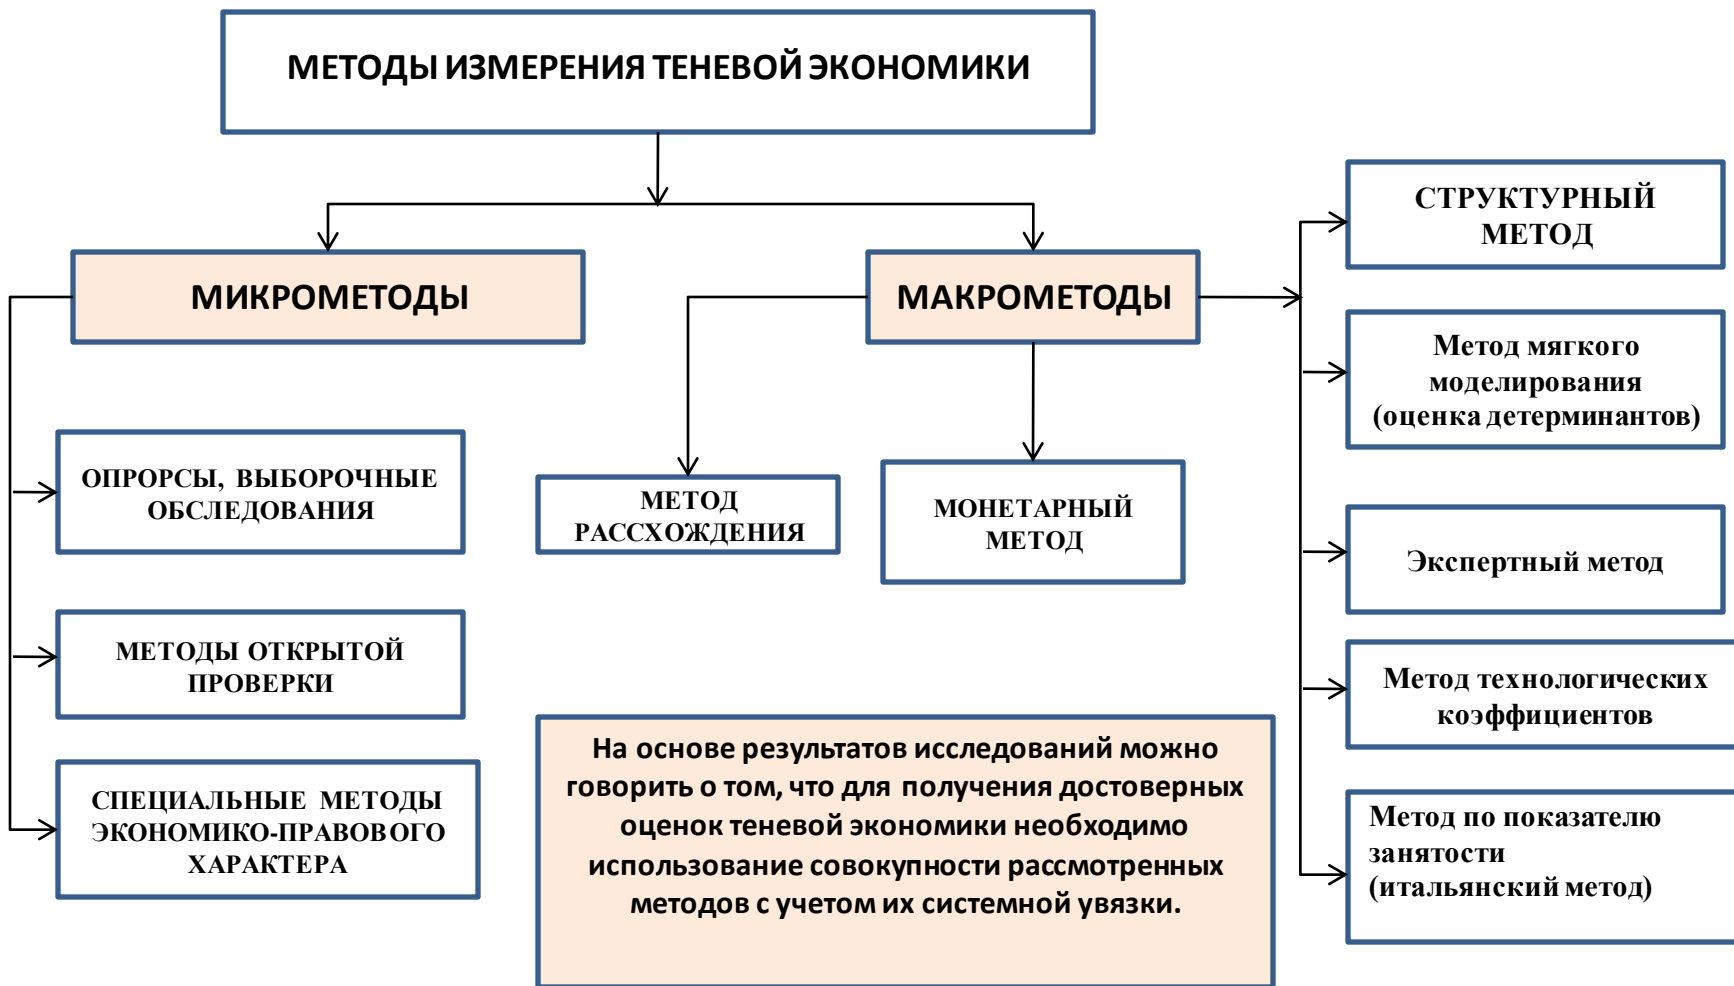 МЕТОДЫ ИЗМЕРЕНИЯ ТЕНЕВОЙ ЭКОНОМИКИ
МИКРОМЕТОДЫ
МАКРОМЕТОДЫ
ОПРОРСЫ, ВЫБОРОЧНЫЕ
ОБСЛЕДОВАНИЯ
МЕТОДЫ ОТКРЫТОЙ
ПРОВЕРКИ
СПЕЦИАЛЬНЫЕ МЕТОДЫ
ЭКОНОМИКО-ПРАВОВОГО
ХАРАКТЕРА
МЕТОД
РАССХОЖДЕНИЯ
МОНЕТАРНЫЙ
МЕТОД
СТРУКТУРНЫЙ
МЕТОД
Метод мягкого
моделирования
(оценка детерминантов)
Экспертный метод
Метод технологических
коэффициентов
Метод по показателю
занятости
(итальянский метод)
На основе результатов исследований можно
говорить о том, что для получения достоверных
оценок теневой экономики необходимо
использование совокупности рассмотренных
методов с учетом их системной увязки.